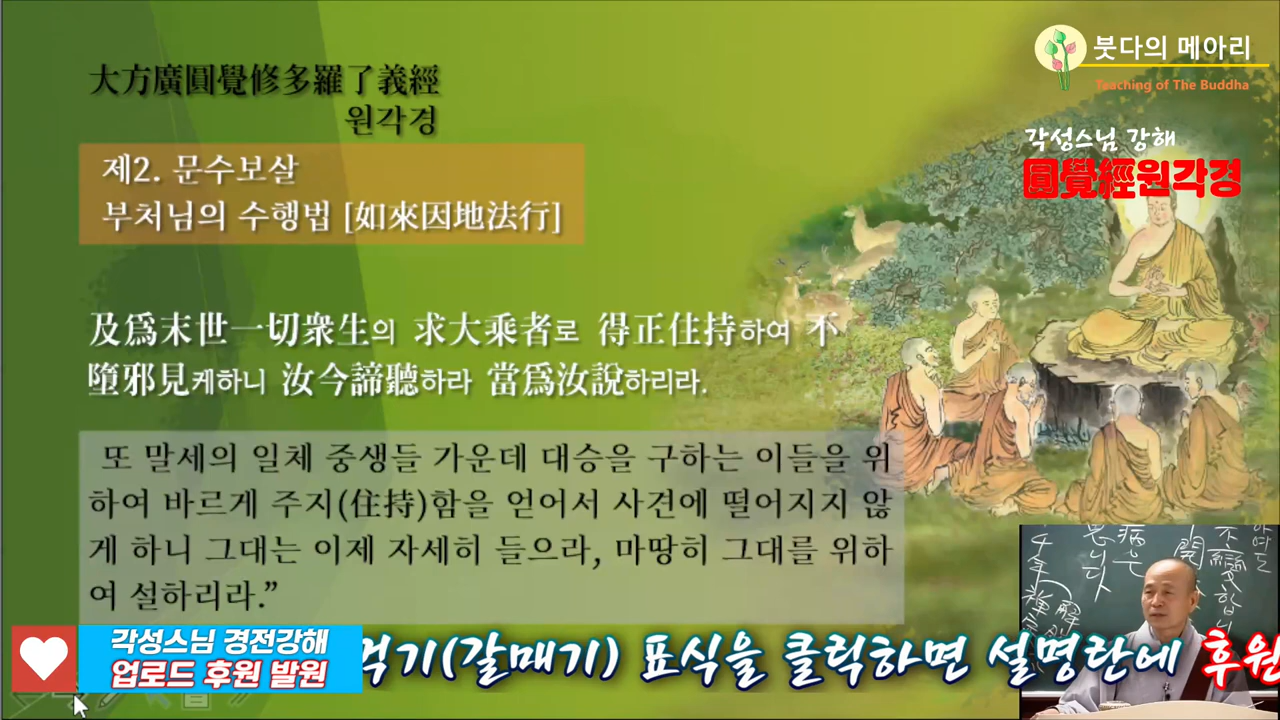 大方廣圓覺修多羅了義經
원각경
붓다의 메아리
Teaching of The Buddha
각성스님 강해
圓覺經원각경
제2. 문수보살
부처님의 수행법 [如來因地法行]
及爲末世一切衆生의 求大乘者로 得正住持하여 不
墮邪見케하니 汝今諦聽하라 當爲汝說하리라.
또 말세의 일체 중생들 가운데 대승을 구하는 이들을 위
하여 바르게 주지(住持)함을 얻어서 사견에 떨어지지 않
게 하니 그대는 이제 자세히 들으라, 마땅히 그대를 위하
여 설하리라.”
각성스님 경전강해
업로드 후원 발원
기(갈매기) 표식을 클릭하면 설명란에 후원